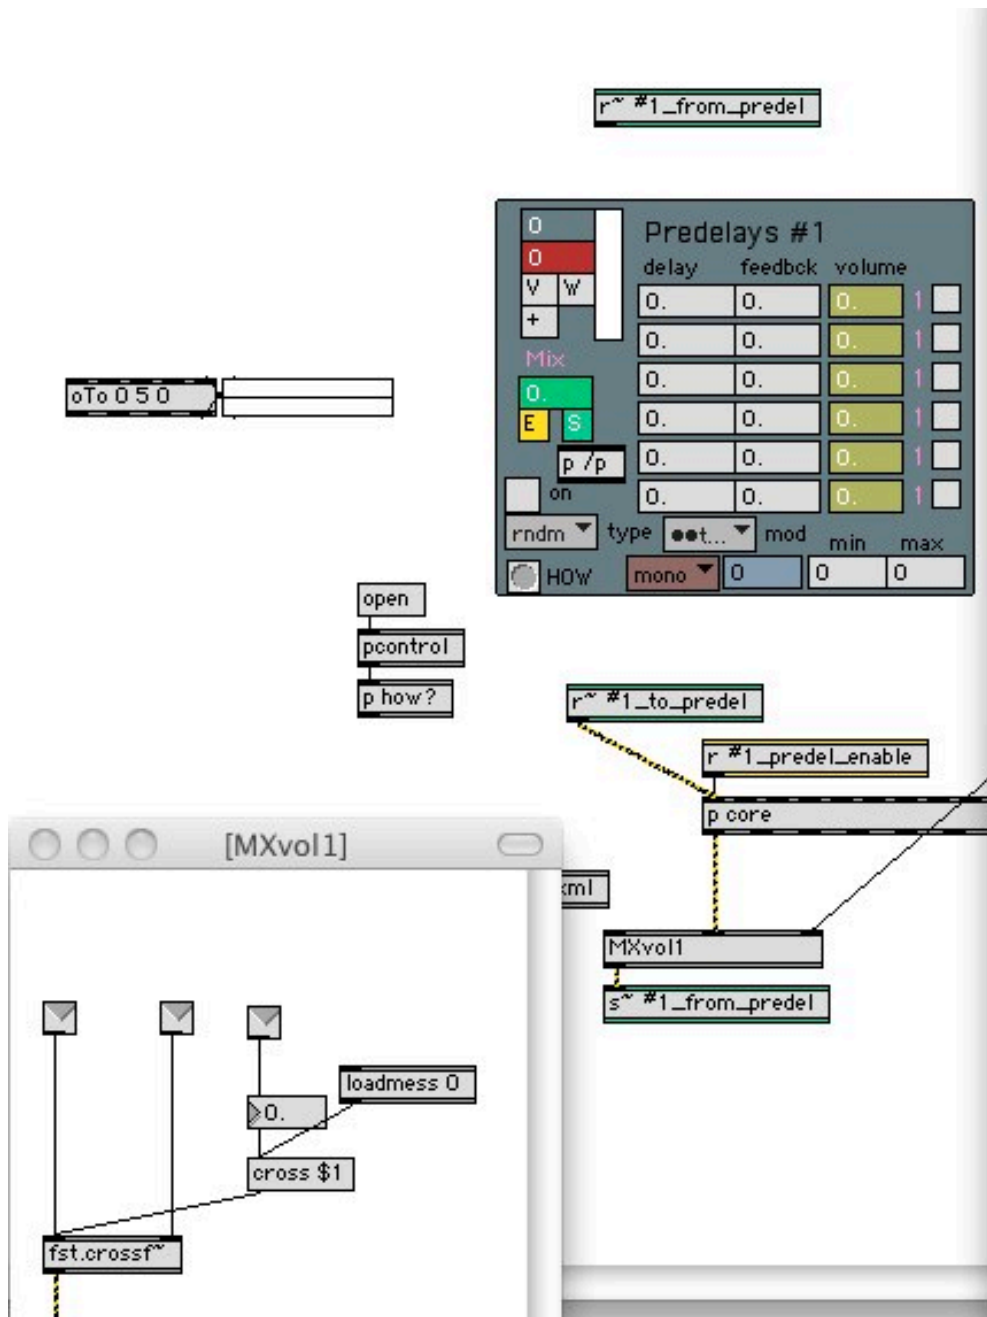 r~ #1_from_predel
0
Predelays #1
0
delay feedbck volume
V W
0. 0. 0. 1
+
0. 0. 0. 1
Mix
0. 0. 0. 1
oTo 0 5 0
0.
E S
0. 0. 0. 1
p /p
0. 0. 0. 1
on
0. 0. 0. 1
rndm type ●●t... mod min max
HOW mono 0 0 0
open
pcontrol
p how?
r~ #1_to_predel
r #1_predel_enable
p core
[MXvol1]
xml
MXvol1
s~ #1_from_predel
loadmess 0
0.
cross $1
fst.crossf~